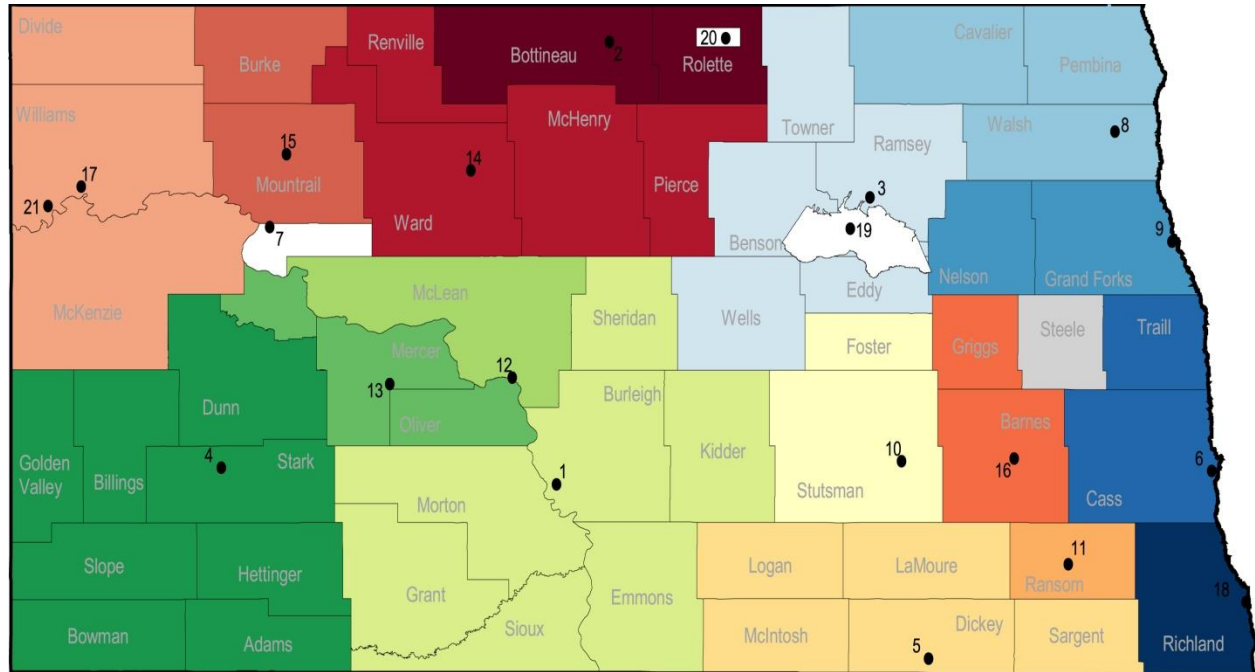 Divide
Burke
Renville
Bottineau
2
20
Rolette
Cavalier
Pembina
Williams
15
Mountrail
17
21
7
14
Ward
McHenry
Pierce
Towner
Ramsey
3
Walsh
8
19
Benson
9
Nelson
Grand Forks
McKenzie
McLean
Sheridan
Wells
Eddy
Foster
Griggs
Steele
Traill
Mercer
12
13
Oliver
Dunn
Burleigh
Kidder
Barnes
Golden
Valley
Billings
4
Stark
Morton
1
10
Stutsman
16
6
Cass
Slope
Hettinger
Grant
Emmons
Logan
LaMoure
11
Ransom
18
Bowman
Adams
Sioux
McIntosh
Dickey
5
Sargent
Richland